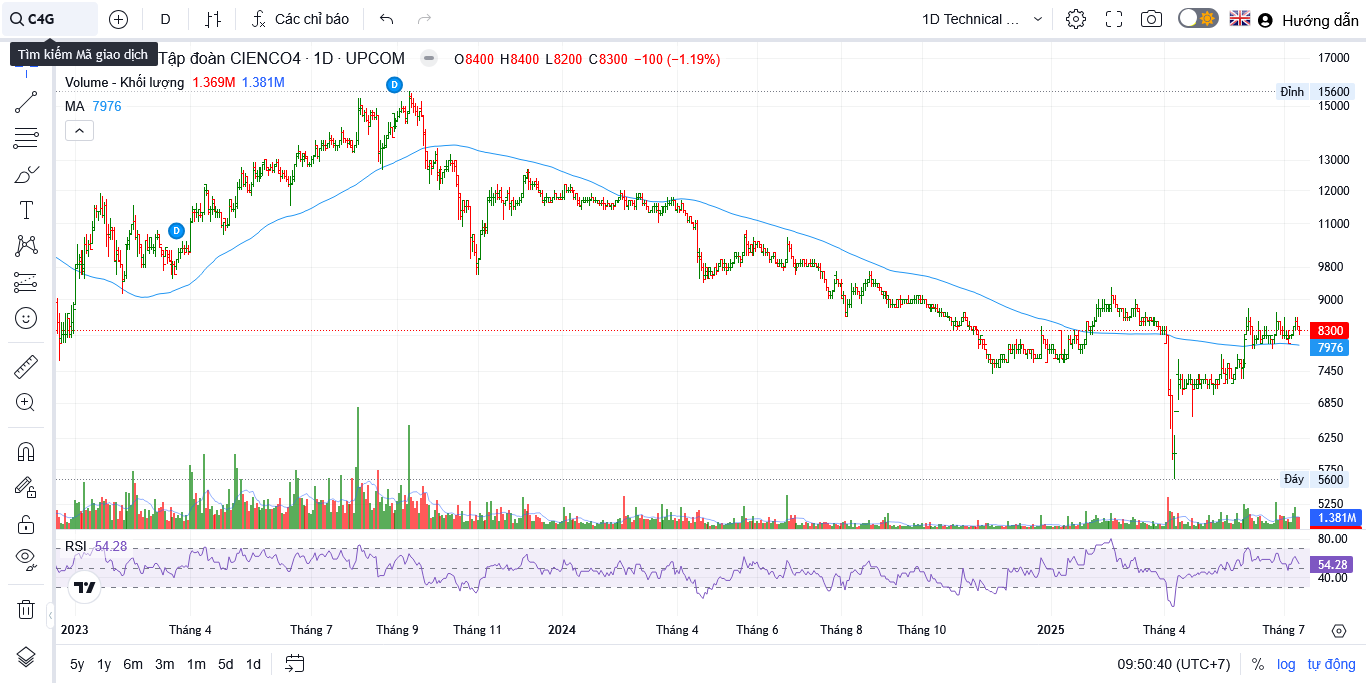 C4G D Các chỉ báo 1D Technical ... Hướng dẫn
Tìm kiếm Mã giao dịch
Tập đoàn CIENCO4 · 1D · UPCOM O8400 H8400 L8200 C8300 −100 (−1.19%)
Volume - Khối lượng 1.369M 1.381M
MA 7976
D
D
17000
Đỉnh 15600
15000
13000
12000
11000
9800
9000
8300
7976
7450
6850
6250
5750
Đáy 5600
5250
1.381M
RSI 54.28
80.00
54.28
40.00
2023 Tháng 4 Tháng 7 Tháng 9 Tháng 11 2024 Tháng 4 Tháng 6 Tháng 8 Tháng 10 2025 Tháng 4 Tháng 7
5y 1y 6m 3m 1m 5d 1d 09:50:40 (UTC+7) % log tự động